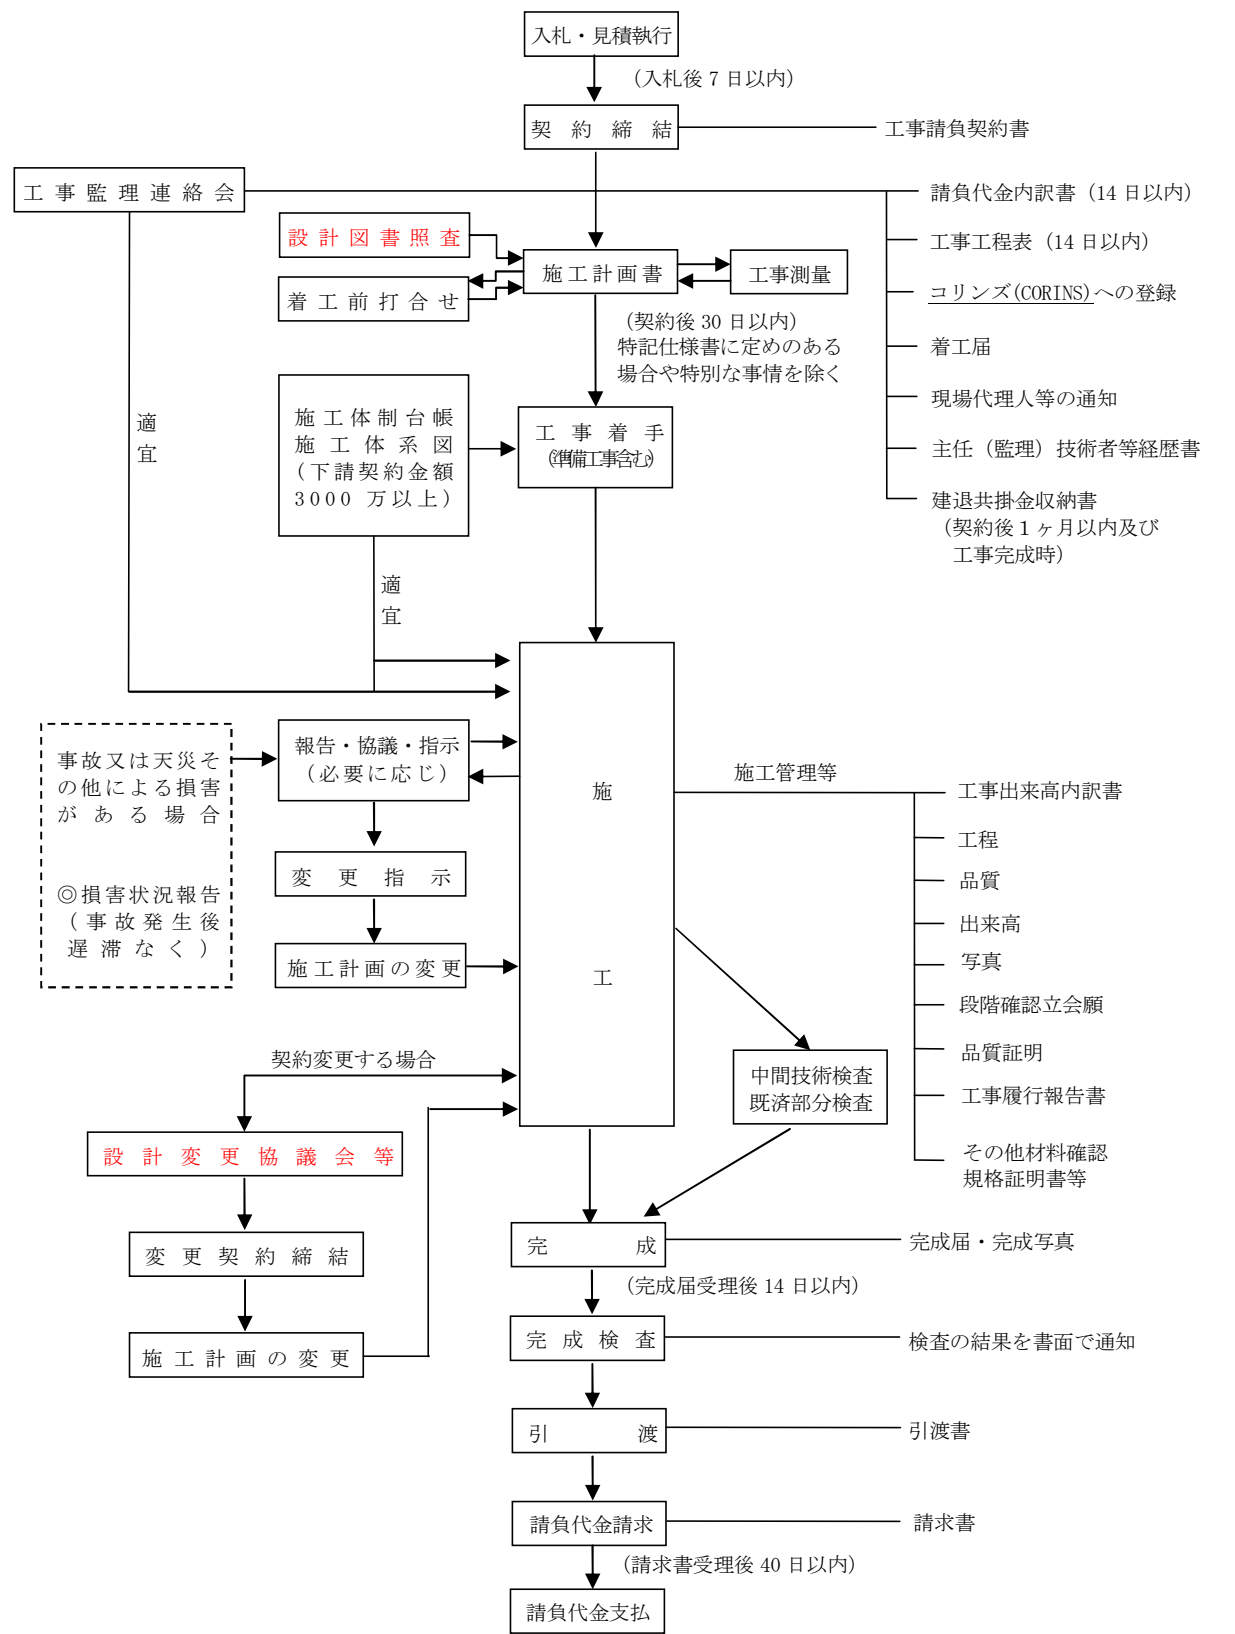 入札・見積執行
（入札後 7 日以内）
契約締結
工事請負契約書
工事監理連絡会
請負代金内訳書（14 日以内）
設計図書照査
工事工程表（14 日以内）
施工計画書
工事測量
着工前打合せ
コリンズ(CORINS)への登録
（契約後 30 日以内）
特記仕様書に定めのある
場合や特別な事情を除く
着工届
現場代理人等の通知
適
宜
施工体制台帳
施工体系図
（下請契約金額
3000 万以上）
工事着手
（準備工事含む）
主任（監理）技術者等経歴書
建退共掛金収納書
（契約後１ヶ月以内及び
工事完成時）
適
宜
事故又は天災そ
の他による損害
がある場合
◎損害状況報告
（事故発生後
遅滞なく）
報告・協議・指示
（必要に応じ）
変更指示
施工計画の変更
施
工
施工管理等
工事出来高内訳書
工程
品質
出来高
写真
段階確認立会願
品質証明
工事履行報告書
その他材料確認
規格証明書等
中間技術検査
既済部分検査
契約変更する場合
設計変更協議会等
変更契約締結
施工計画の変更
完成
完成届・完成写真
（完成届受理後 14 日以内）
完成検査
検査の結果を書面で通知
引渡
引渡書
請負代金請求
請求書
（請求書受理後 40 日以内）
請負代金支払